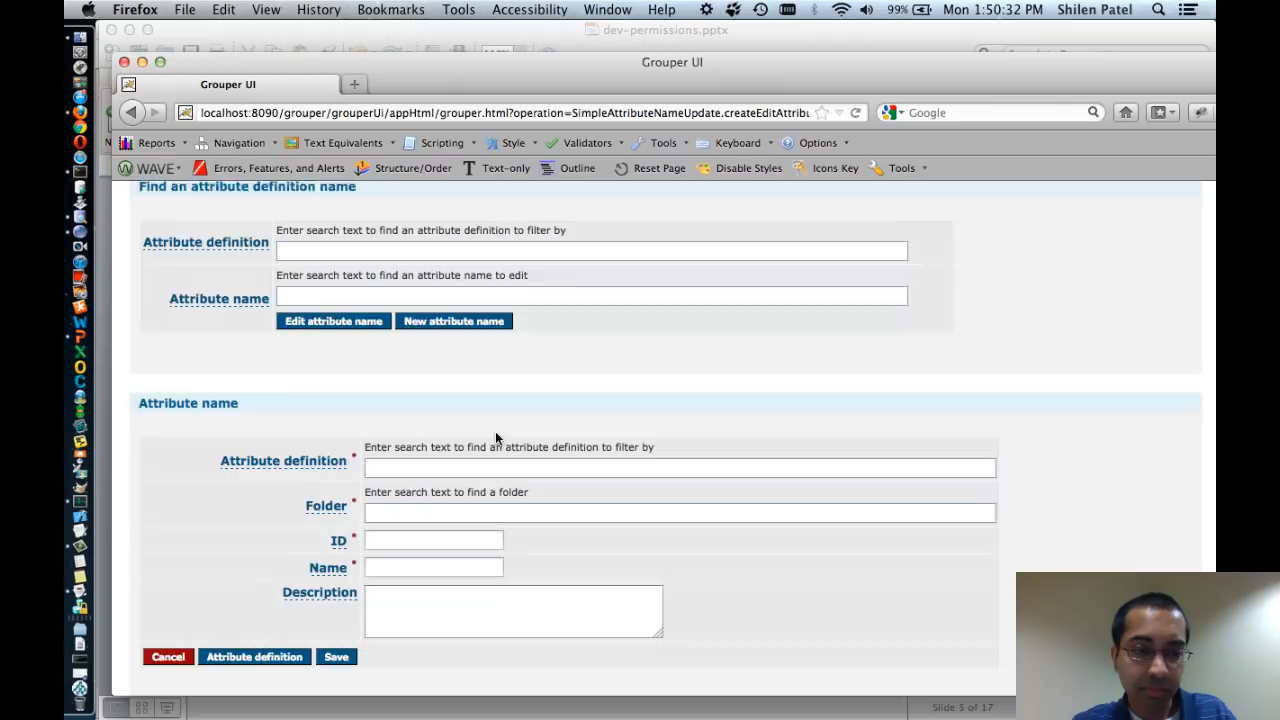 Firefox File Edit View History Bookmarks Tools Accessibility Window Help 99% Mon 1:50:32 PM Shilen Patel
dev-permissions.pptx
Grouper UI
Grouper UI
localhost:8090/grouper/grouperUi/appHtml/grouper.html?operation=SimpleAttributeNameUpdate.createEditAttribu
Google
Reports Navigation Text Equivalents Scripting Style Validators Tools Keyboard Options
WAVE Errors, Features, and Alerts Structure/Order Text-only Outline Reset Page Disable Styles Icons Key Tools
Find an attribute definition name
Enter search text to find an attribute definition to filter by
Attribute definition
Enter search text to find an attribute name to edit
Attribute name
Edit attribute name New attribute name
Attribute name
Enter search text to find an attribute definition to filter by
Attribute definition *
Enter search text to find a folder
Folder *
ID *
Name *
Description
Cancel Attribute definition Save
Slide 5 of 17